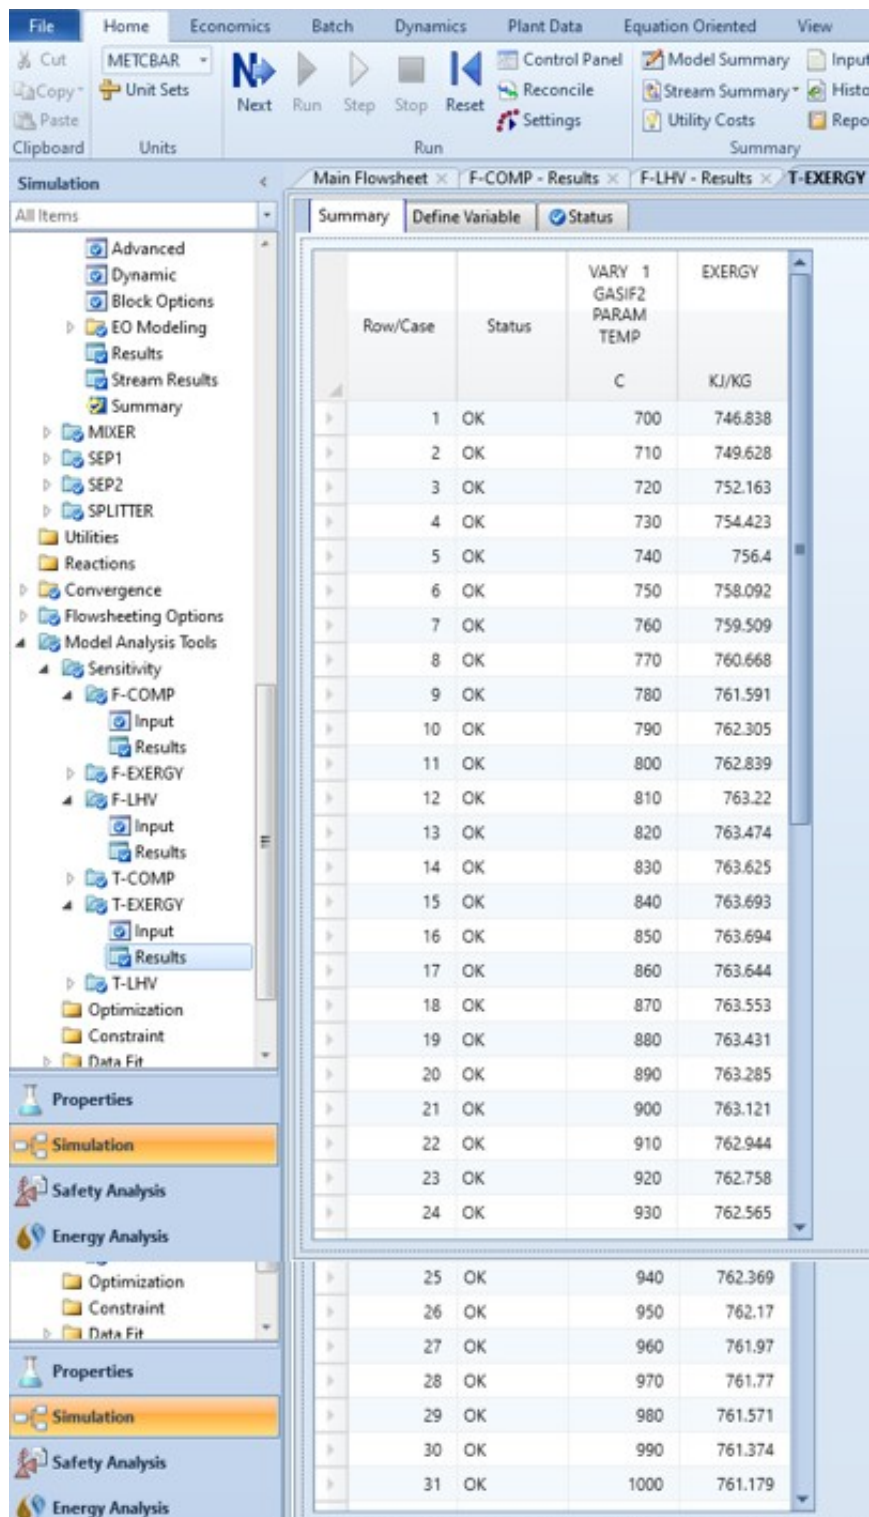 File Home Economics Batch Dynamics Plant Data Equation Oriented View
Cut METCBAR Control Panel Model Summary Input
Copy Unit Sets Next Run Step Stop Reset Reconcile Stream Summary
Paste Settings Utility Costs
Clipboard Units Run Summary
Simulation Main Flowsheet F-COMP - Results F-LHV - Results T-EXERGY
All Items Summary Define Variable Status
Advanced
Dynamic
Block Options
EO Modeling
Results
Stream Results
Summary
MIXER
SEP1
SEP2
SPLITTER
Utilities
Reactions
Convergence
Flowsheeting Options
Model Analysis Tools
Sensitivity
F-COMP
Input
Results
F-EXERGY
F-LHV
Input
Results
T-COMP
T-EXERGY
Input
Results
T-LHV
Optimization
Constraint
Data Fit
Properties
Simulation
Safety Analysis
Energy Analysis
Optimization
Constraint
Data Fit
Properties
Simulation
Safety Analysis
Energy Analysis
Row/Case Status VARY 1 GASIF2 PARAM TEMP C EXERGY KJ/KG
1 OK 700 746.838
2 OK 710 749.628
3 OK 720 752.163
4 OK 730 754.423
5 OK 740 756.4
6 OK 750 758.092
7 OK 760 759.509
8 OK 770 760.668
9 OK 780 761.591
10 OK 790 762.305
11 OK 800 762.839
12 OK 810 763.22
13 OK 820 763.474
14 OK 830 763.625
15 OK 840 763.693
16 OK 850 763.694
17 OK 860 763.644
18 OK 870 763.553
19 OK 880 763.431
20 OK 890 763.285
21 OK 900 763.121
22 OK 910 762.944
23 OK 920 762.758
24 OK 930 762.565
25 OK 940 762.369
26 OK 950 762.17
27 OK 960 761.97
28 OK 970 761.77
29 OK 980 761.571
30 OK 990 761.374
31 OK 1000 761.179